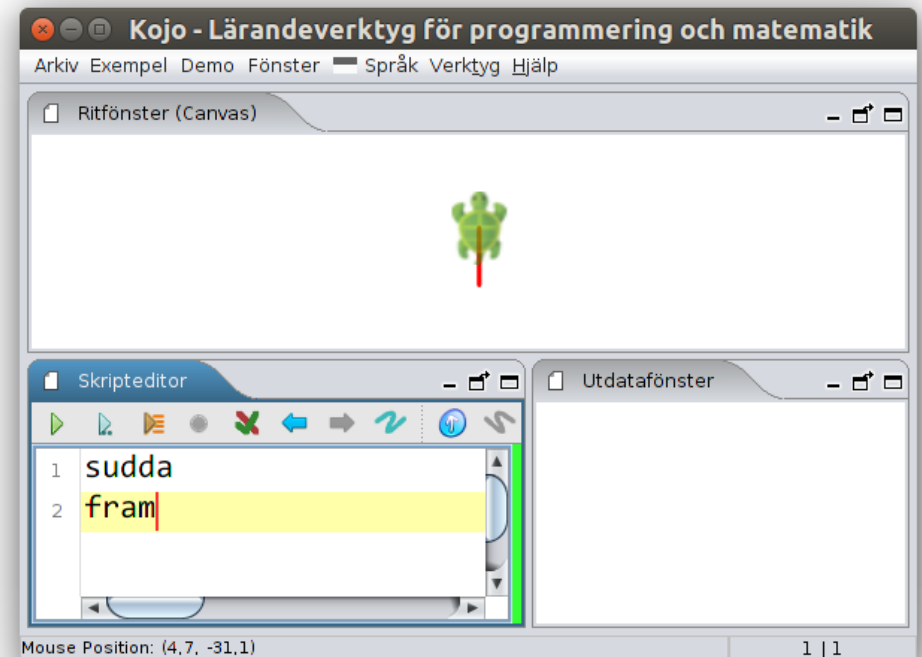 Kojo - Lärandeverktyg för programmering och matematik
Arkiv Exempel Demo Fönster Språk Verktyg Hjälp
Ritfönster (Canvas)
Skripteditor
Utdatafönster
1 sudda
2 fram
Mouse Position: (4,7, -31,1)
1 | 1